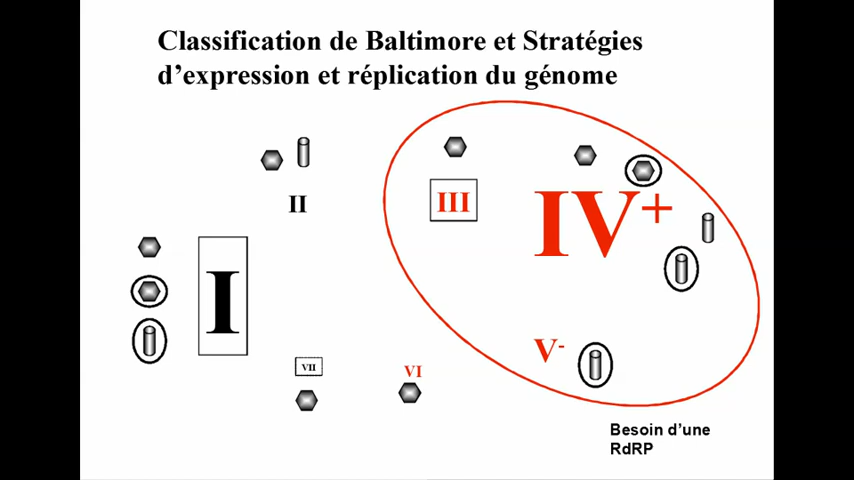 Classification de Baltimore et Stratégies
d’expression et réplication du génome
II
III
IV+
I
V-
VII
VI
Besoin d’une
RdRP